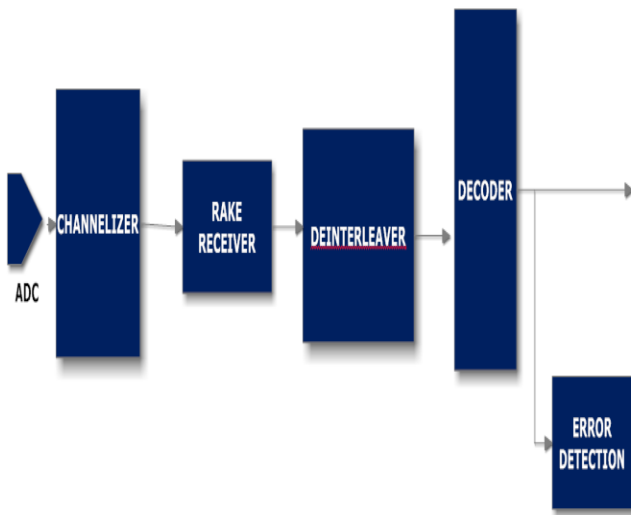 ADC
CHANNELIZER
RAKE
RECEIVER
DEINTERLEAVER
DECODER
ERROR
DETECTION